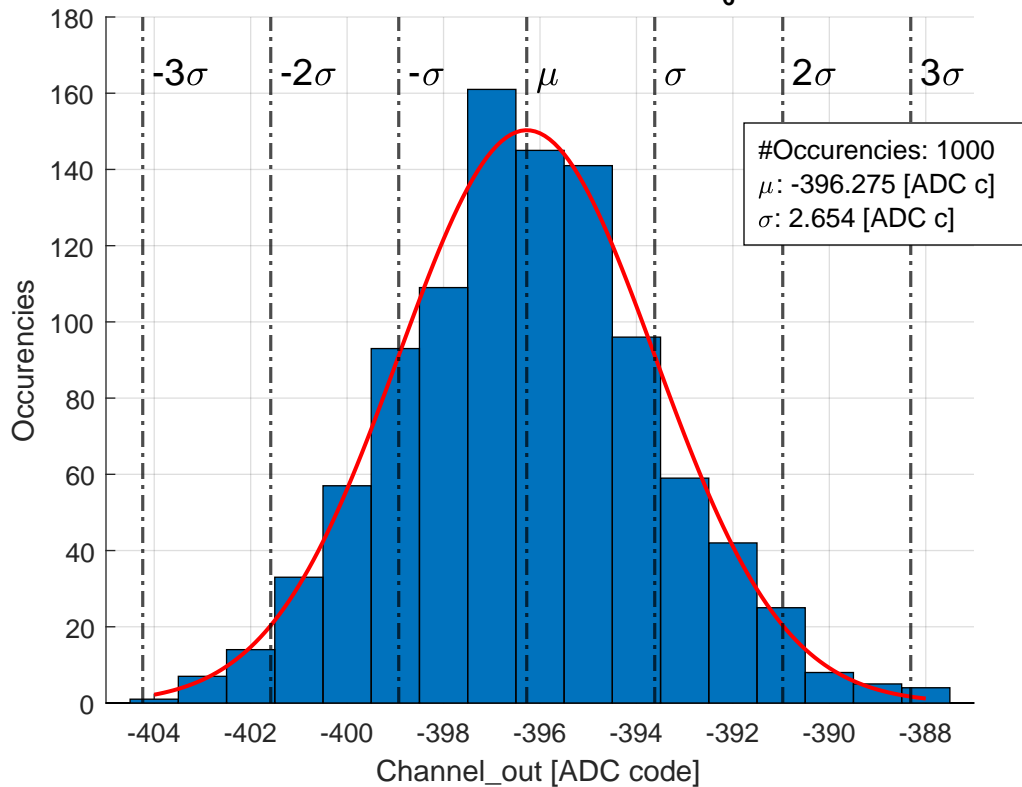 180
160
140
120
100
80
60
40
20
0
Occurencies
-3σ
-2σ
-σ
μ
σ
2σ
3σ
#Occurencies: 1000
μ: -396.275 [ADC c]
σ: 2.654 [ADC c]
-404
-402
-400
-398
-396
-394
-392
-390
-388
Channel_out [ADC code]